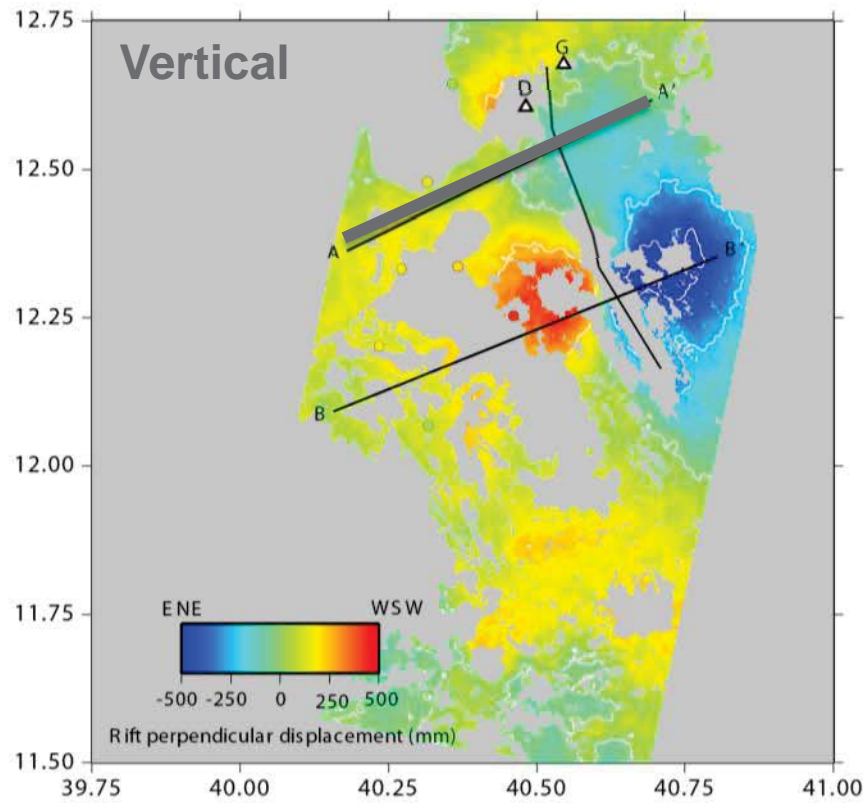 12.75
Vertical
G
D
A'
12.50
A
B'
12.25
B
12.00
11.75
ENE WSW
-500 -250 0 250 500
Rift perpendicular displacement (mm)
11.50
39.75 40.00 40.25 40.50 40.75 41.00